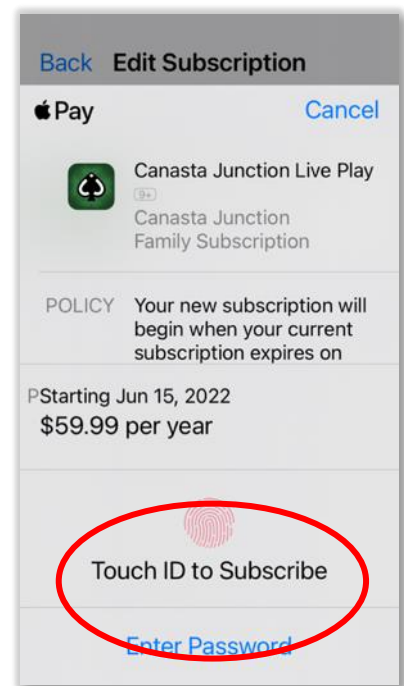 Back Edit Subscription
Pay Cancel
Canasta Junction Live Play
9+
Canasta Junction
Family Subscription
POLICY Your new subscription will
begin when your current
subscription expires on
PStarting Jun 15, 2022
$59.99 per year
Touch ID to Subscribe
Enter Password